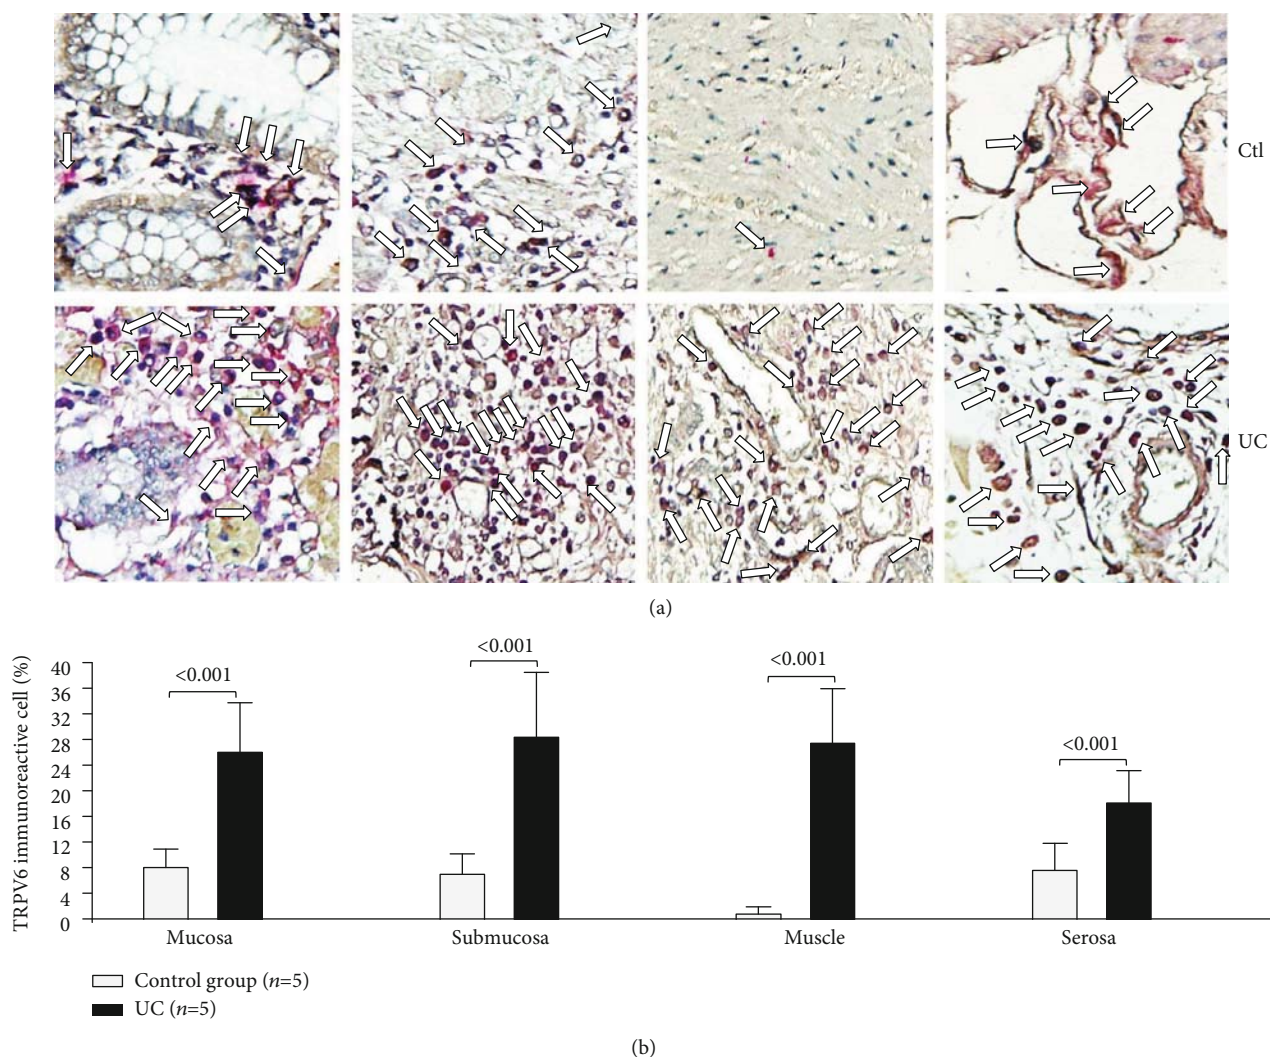 Ctl
UC
(a)
TRPV6 immunoreactive cell (%)
40
36
32
28
24
20
16
12
8
4
0
<0.001
<0.001
<0.001
<0.001
Mucosa
Submucosa
Muscle
Serosa
Control group (n=5)
UC (n=5)
(b)